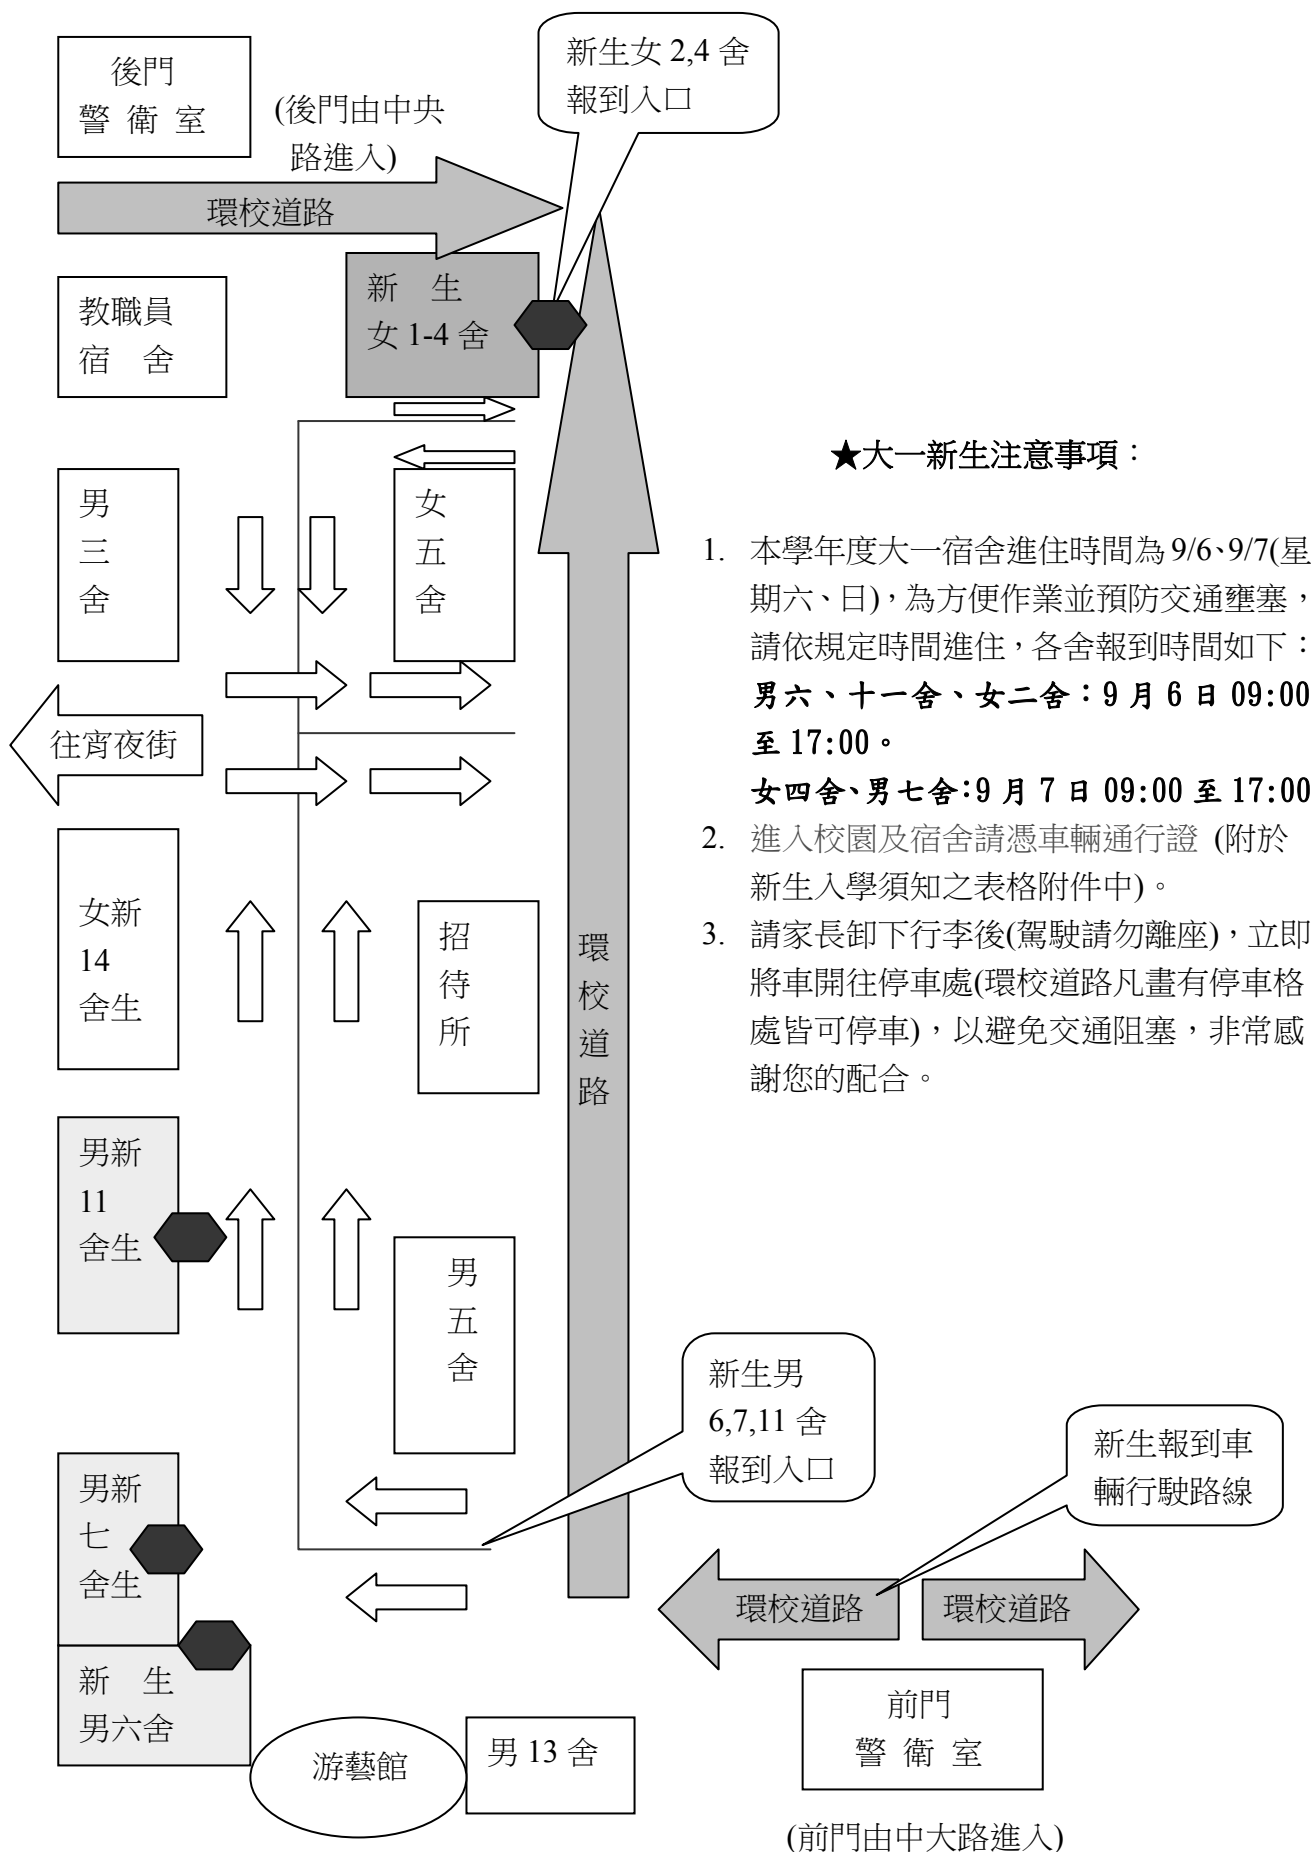 新生女 2,4 舍
報到入口
後門
警 衛 室
(後門由中央
路進入)
環校道路
教職員
宿　舍
新　生
女 1-4 舍
★大一新生注意事項：
男
三
舍
女
五
舍
1. 本學年度大一宿舍進住時間為 9/6、9/7(星
期六、日)，為方便作業並預防交通壅塞，
請依規定時間進住，各舍報到時間如下：
男六、十一舍、女二舍：9 月 6 日 09:00
至 17:00。
女四舍、男七舍：9 月 7 日 09:00 至 17:00
2. 進入校園及宿舍請憑車輛通行證 (附於
新生入學須知之表格附件中)。
3. 請家長卸下行李後(駕駛請勿離座)，立即
將車開往停車處(環校道路凡畫有停車格
處皆可停車)，以避免交通阻塞，非常感
謝您的配合。
往宵夜街
女新
14
舍生
招
待
所
環
校
道
路
男新
11
舍生
男
五
舍
新生男
6,7,11 舍
報到入口
新生報到車
輛行駛路線
男新
七
舍生
環校道路
環校道路
新　生
男六舍
游藝館
男 13 舍
前門
警 衛 室
(前門由中大路進入)